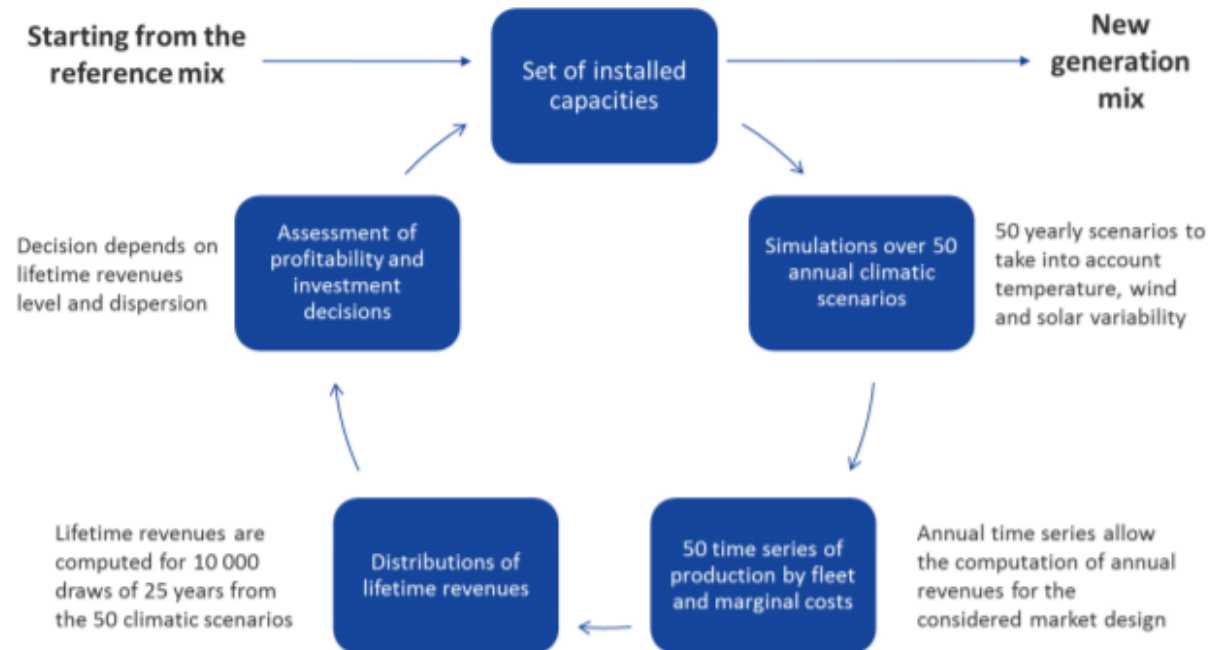 Starting from the
reference mix
Set of installed
capacities
New
generation
mix
Decision depends on
lifetime revenues
level and dispersion
Assessment of
profitability and
investment
decisions
Simulations over 50
annual climatic
scenarios
50 yearly scenarios to
take into account
temperature, wind
and solar variability
Lifetime revenues are
computed for 10 000
draws of 25 years from
the 50 climatic scenarios
Distributions of
lifetime revenues
50 time series of
production by fleet
and marginal costs
Annual time series allow
the computation of annual
revenues for the
considered market design